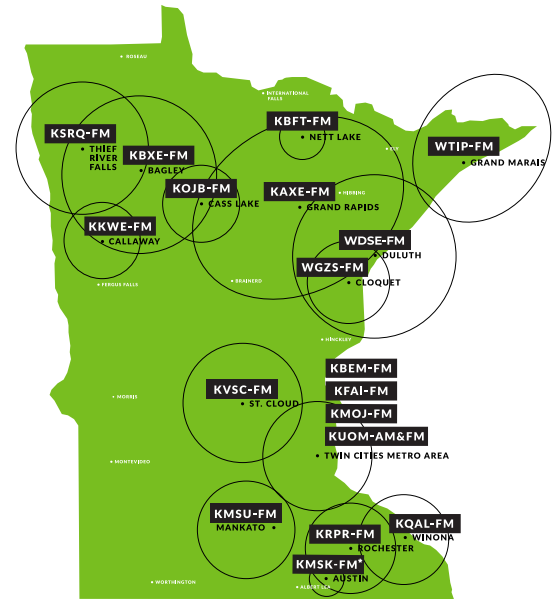 ROSEAU
INTERNATIONAL
FALLS
KSRQ-FM
THIEF
RIVER
FALLS
KBXE-FM
BAGLEY
KBFT-FM
NETT LAKE
ELY
WTIP-FM
GRAND MARAIS
KOJB-FM
CASS LAKE
KAXE-FM
HIBBING
GRAND RAPIDS
KKWE-FM
CALLAWAY
WDSE-FM
DULUTH
WGZS-FM
CLOQUET
FERGUS FALLS
BRAINERD
HINCKLEY
KBEM-FM
KFAI-FM
KMOJ-FM
KUOM-AM&FM
TWIN CITIES METRO AREA
KVSC-FM
ST. CLOUD
MORRIS
MONTEVIDEO
KMSU-FM
MANKATO
KRPR-FM
ROCHESTER
KQAL-FM
WINONA
KMSK-FM*
AUSTIN
WORTHINGTON
ALBERT LEA